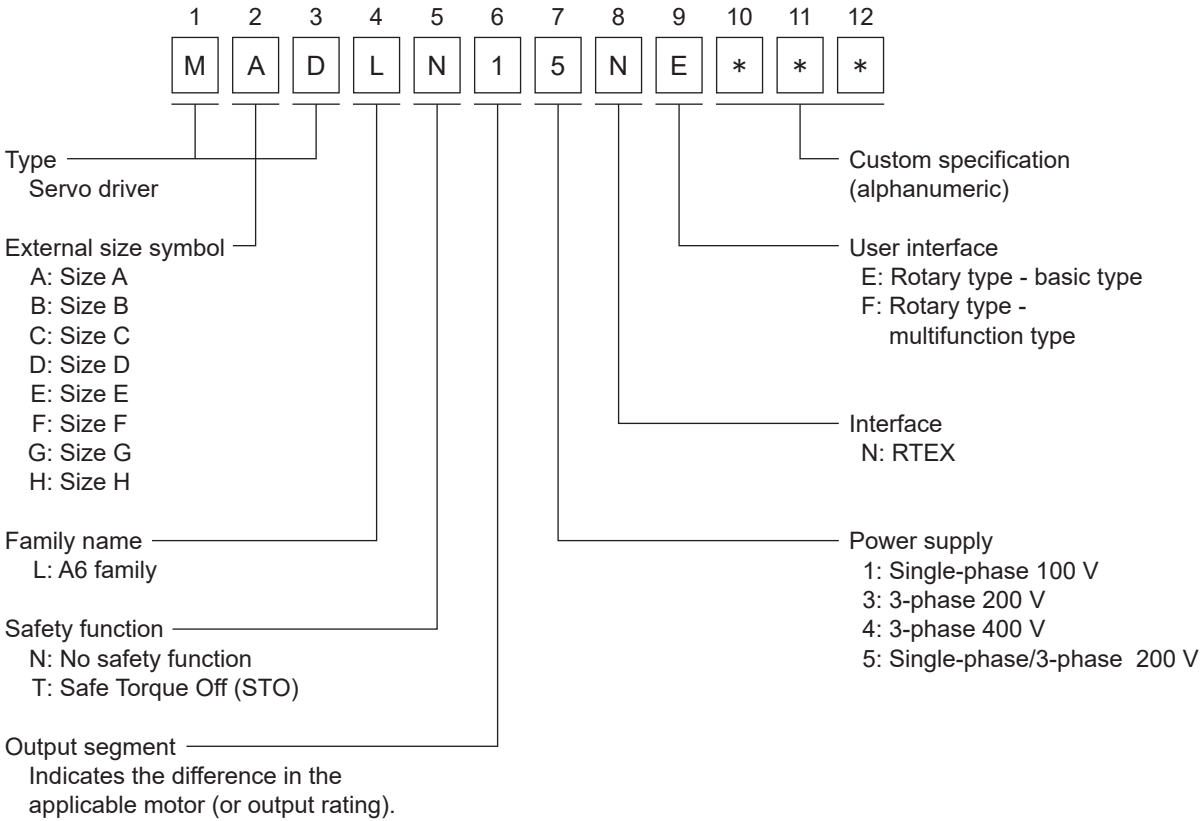 1 2 3 4 5 6 7 8 9 10 11 12
M A D L N 1 5 N E * * *
Type
Servo driver
External size symbol
A: Size A
B: Size B
C: Size C
D: Size D
E: Size E
F: Size F
G: Size G
H: Size H
Family name
L: A6 family
Safety function
N: No safety function
T: Safe Torque Off (STO)
Output segment
Indicates the difference in the
applicable motor (or output rating).
Custom specification
(alphanumeric)
User interface
E: Rotary type - basic type
F: Rotary type -
multifunction type
Interface
N: RTEX
Power supply
1: Single-phase 100 V
3: 3-phase 200 V
4: 3-phase 400 V
5: Single-phase/3-phase 200 V